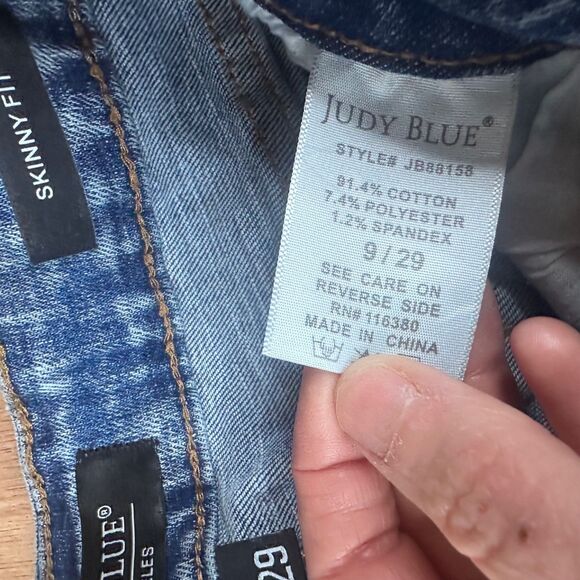 SKINNY FIT
JUDY BLUE®
STYLE# JB88158
91.4% COTTON
7.4% POLYESTER
1.2% SPANDEX
9/29
SEE CARE ON
REVERSE SIDE
RN# 116380
MADE IN CHINA
BLUE®
LES
29